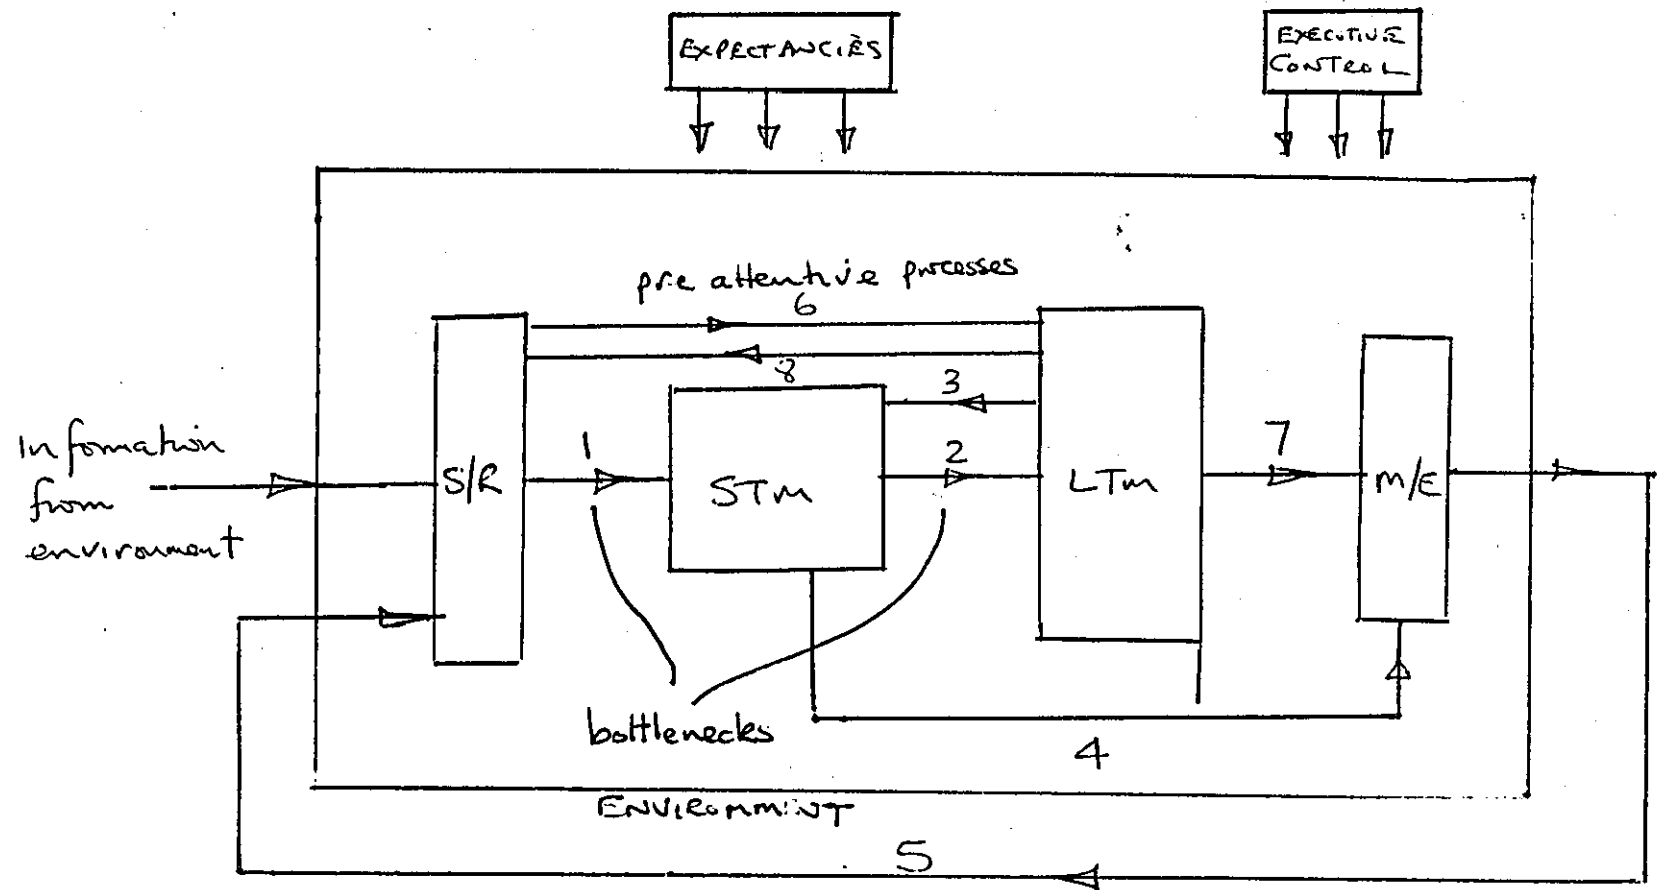 EXPECTANCIES
EXECUTIVE
CONTROL
pre attentive processes
6
8
3
1
2
7
Information
from
environment
S/R
STM
LTM
M/E
bottlenecks
4
ENVIRONMENT
5